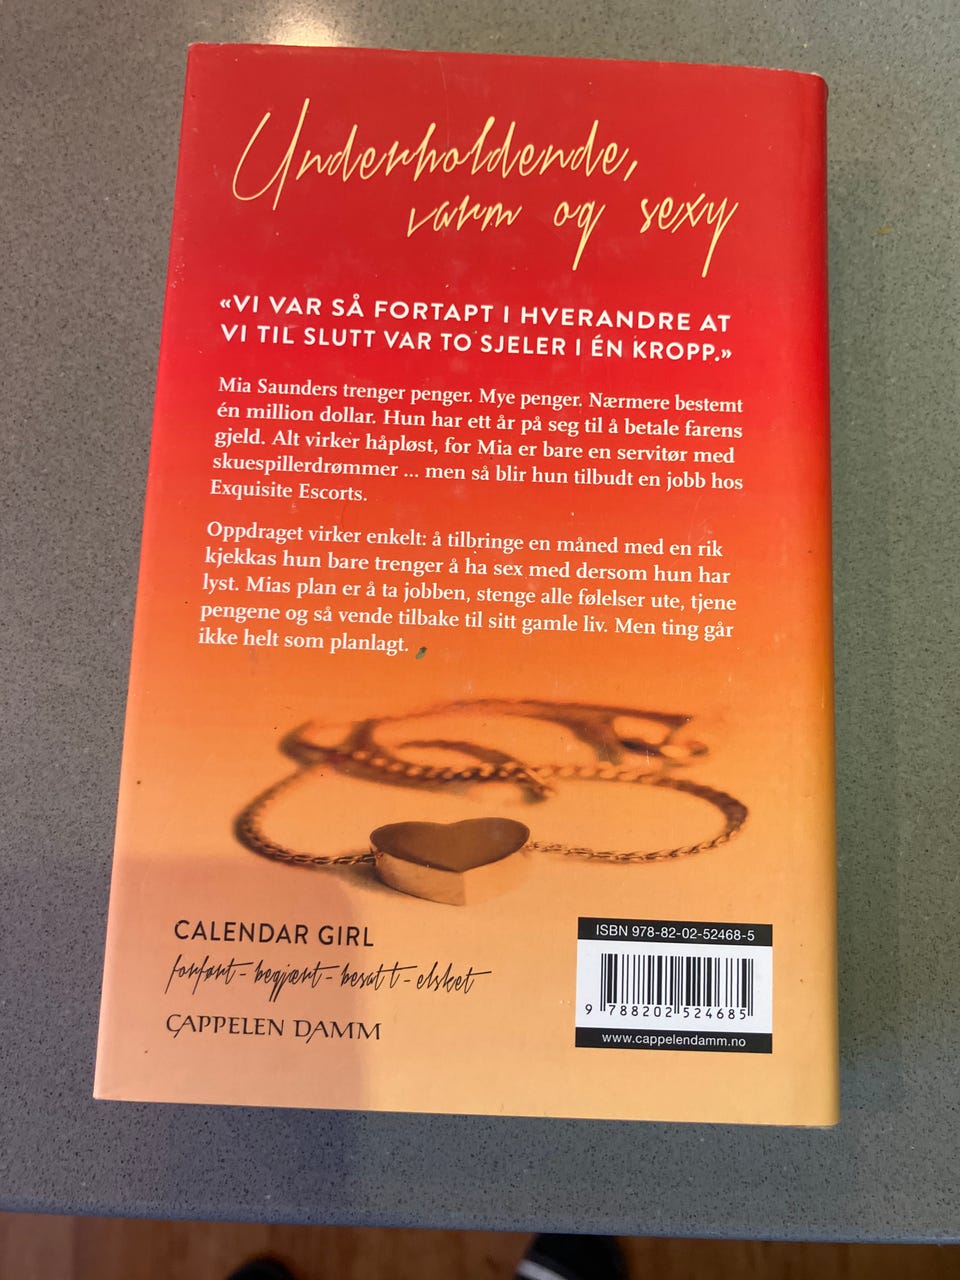 Underholdende,
varm og sexy
«VI VAR SÅ FORTAPT I HVERANDRE AT
VI TIL SLUTT VAR TO SJELER I ÉN KROPP.»
Mia Saunders trenger penger. Mye penger. Nærmere bestemt
én million dollar. Hun har ett år på seg til å betale farens
gjeld. Alt virker håpløst, for Mia er bare en servitør med
skuespillerdrømmer ... men så blir hun tilbudt en jobb hos
Exquisite Escorts.
Oppdraget virker enkelt: å tilbringe en måned med en rik
kjekkas hun bare trenger å ha sex med dersom hun har
lyst. Mias plan er å ta jobben, stenge alle følelser ute, tjene
pengene og så vende tilbake til sitt gamle liv. Men ting går
ikke helt som planlagt.
CALENDAR GIRL
forført – begjært – besatt – elsket
CAPPELEN DAMM
ISBN 978-82-02-52468-5
9 788202 524685
www.cappelendamm.no